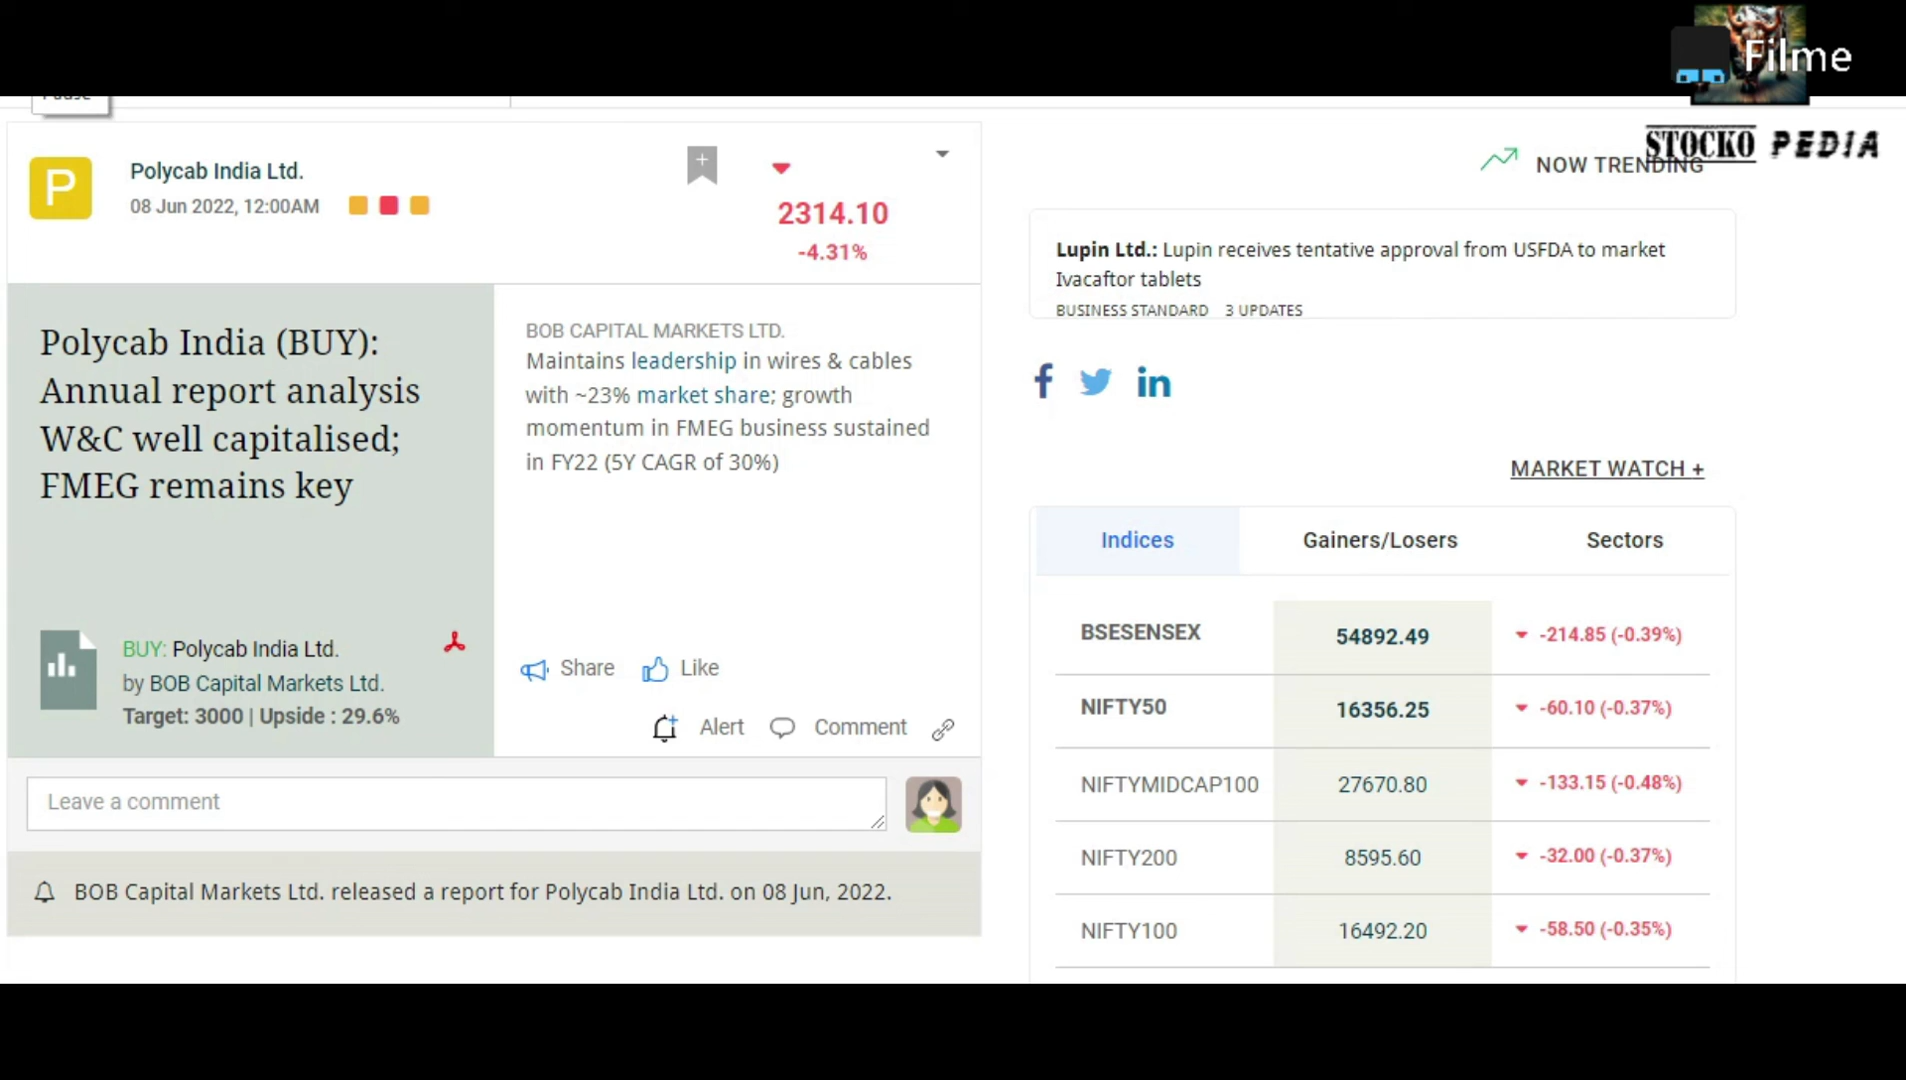 Filme
STOCKO PEDIA
P
Polycab India Ltd.
08 Jun 2022, 12:00AM
2314.10
-4.31%
Polycab India (BUY):
Annual report analysis
W&C well capitalised;
FMEG remains key
BUY: Polycab India Ltd.
by BOB Capital Markets Ltd.
Target: 3000 | Upside : 29.6%
BOB CAPITAL MARKETS LTD.
Maintains leadership in wires & cables
with ~23% market share; growth
momentum in FMEG business sustained
in FY22 (5Y CAGR of 30%)
Share Like
Alert Comment
Leave a comment
BOB Capital Markets Ltd. released a report for Polycab India Ltd. on 08 Jun, 2022.
NOW TRENDING
Lupin Ltd.: Lupin receives tentative approval from USFDA to market
Ivacaftor tablets
BUSINESS STANDARD 3 UPDATES
MARKET WATCH +
Indices Gainers/Losers Sectors
BSESENSEX 54892.49 -214.85 (-0.39%)
NIFTY50 16356.25 -60.10 (-0.37%)
NIFTYMIDCAP100 27670.80 -133.15 (-0.48%)
NIFTY200 8595.60 -32.00 (-0.37%)
NIFTY100 16492.20 -58.50 (-0.35%)